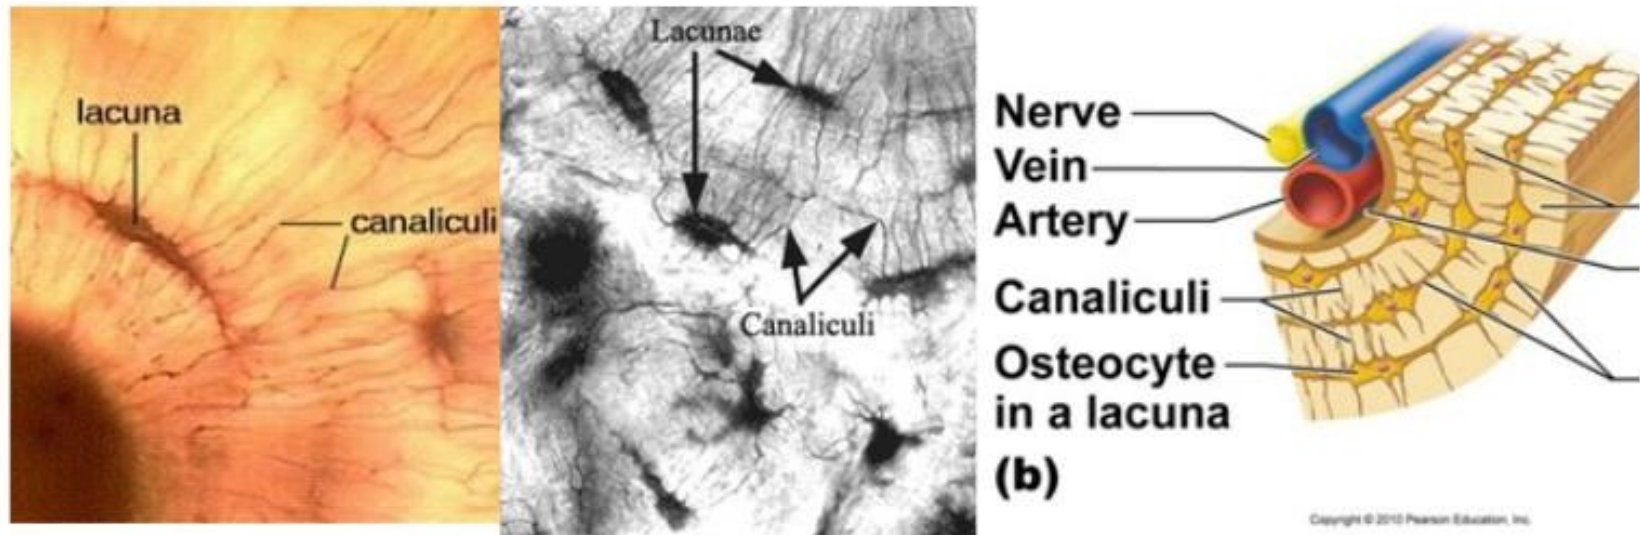 lacuna
canaliculi
Lacunae
Canaliculi
Nerve
Vein
Artery
Canaliculi
Osteocyte
in a lacuna
(b)
Copyright © 2010 Pearson Education, Inc.